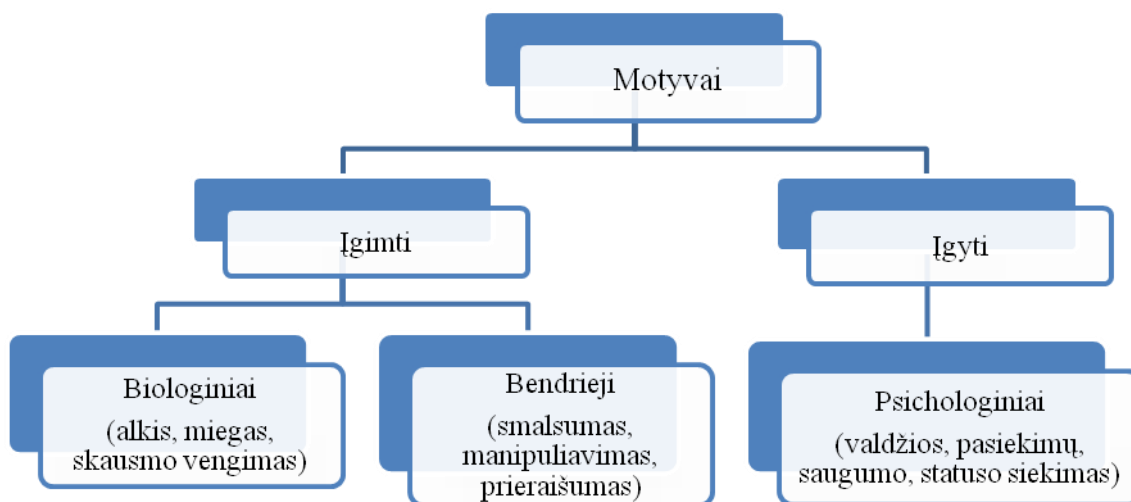 Motyvai
Įgimti
Įgyti
Biologiniai
(alkis, miegas,
skausmo vengimas)
Bendrieji
(smalsumas,
manipuliavimas,
prieraišumas)
Psichologiniai
(valdžios, pasiekimų,
saugumo, statuso siekimas)